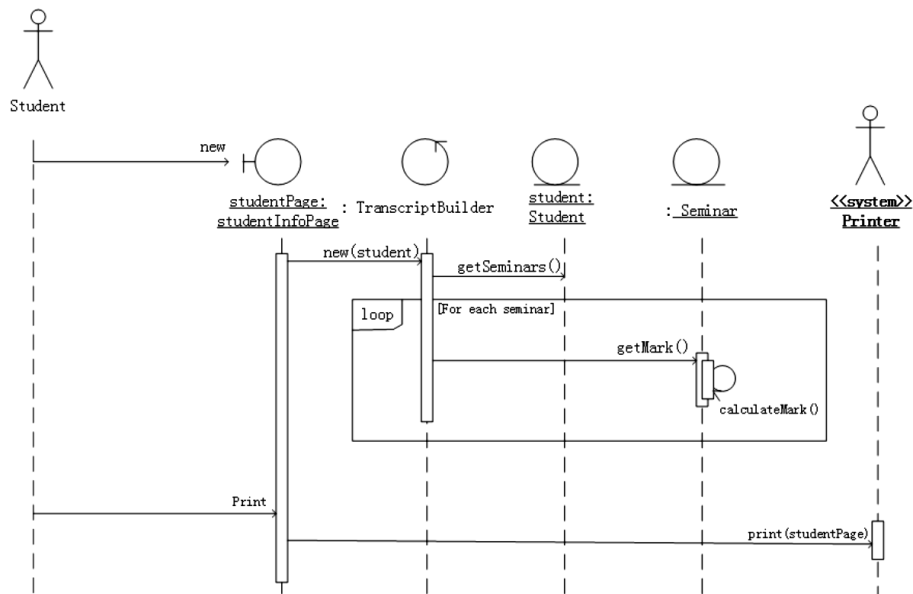 Student
new
studentPage:
studentInfoPage
: TranscriptBuilder
student:
Student
: Seminar
<<system>>
Printer
new(student)
getSeminars()
loop
[For each seminar]
getMark()
calculateMark()
Print
print(studentPage)